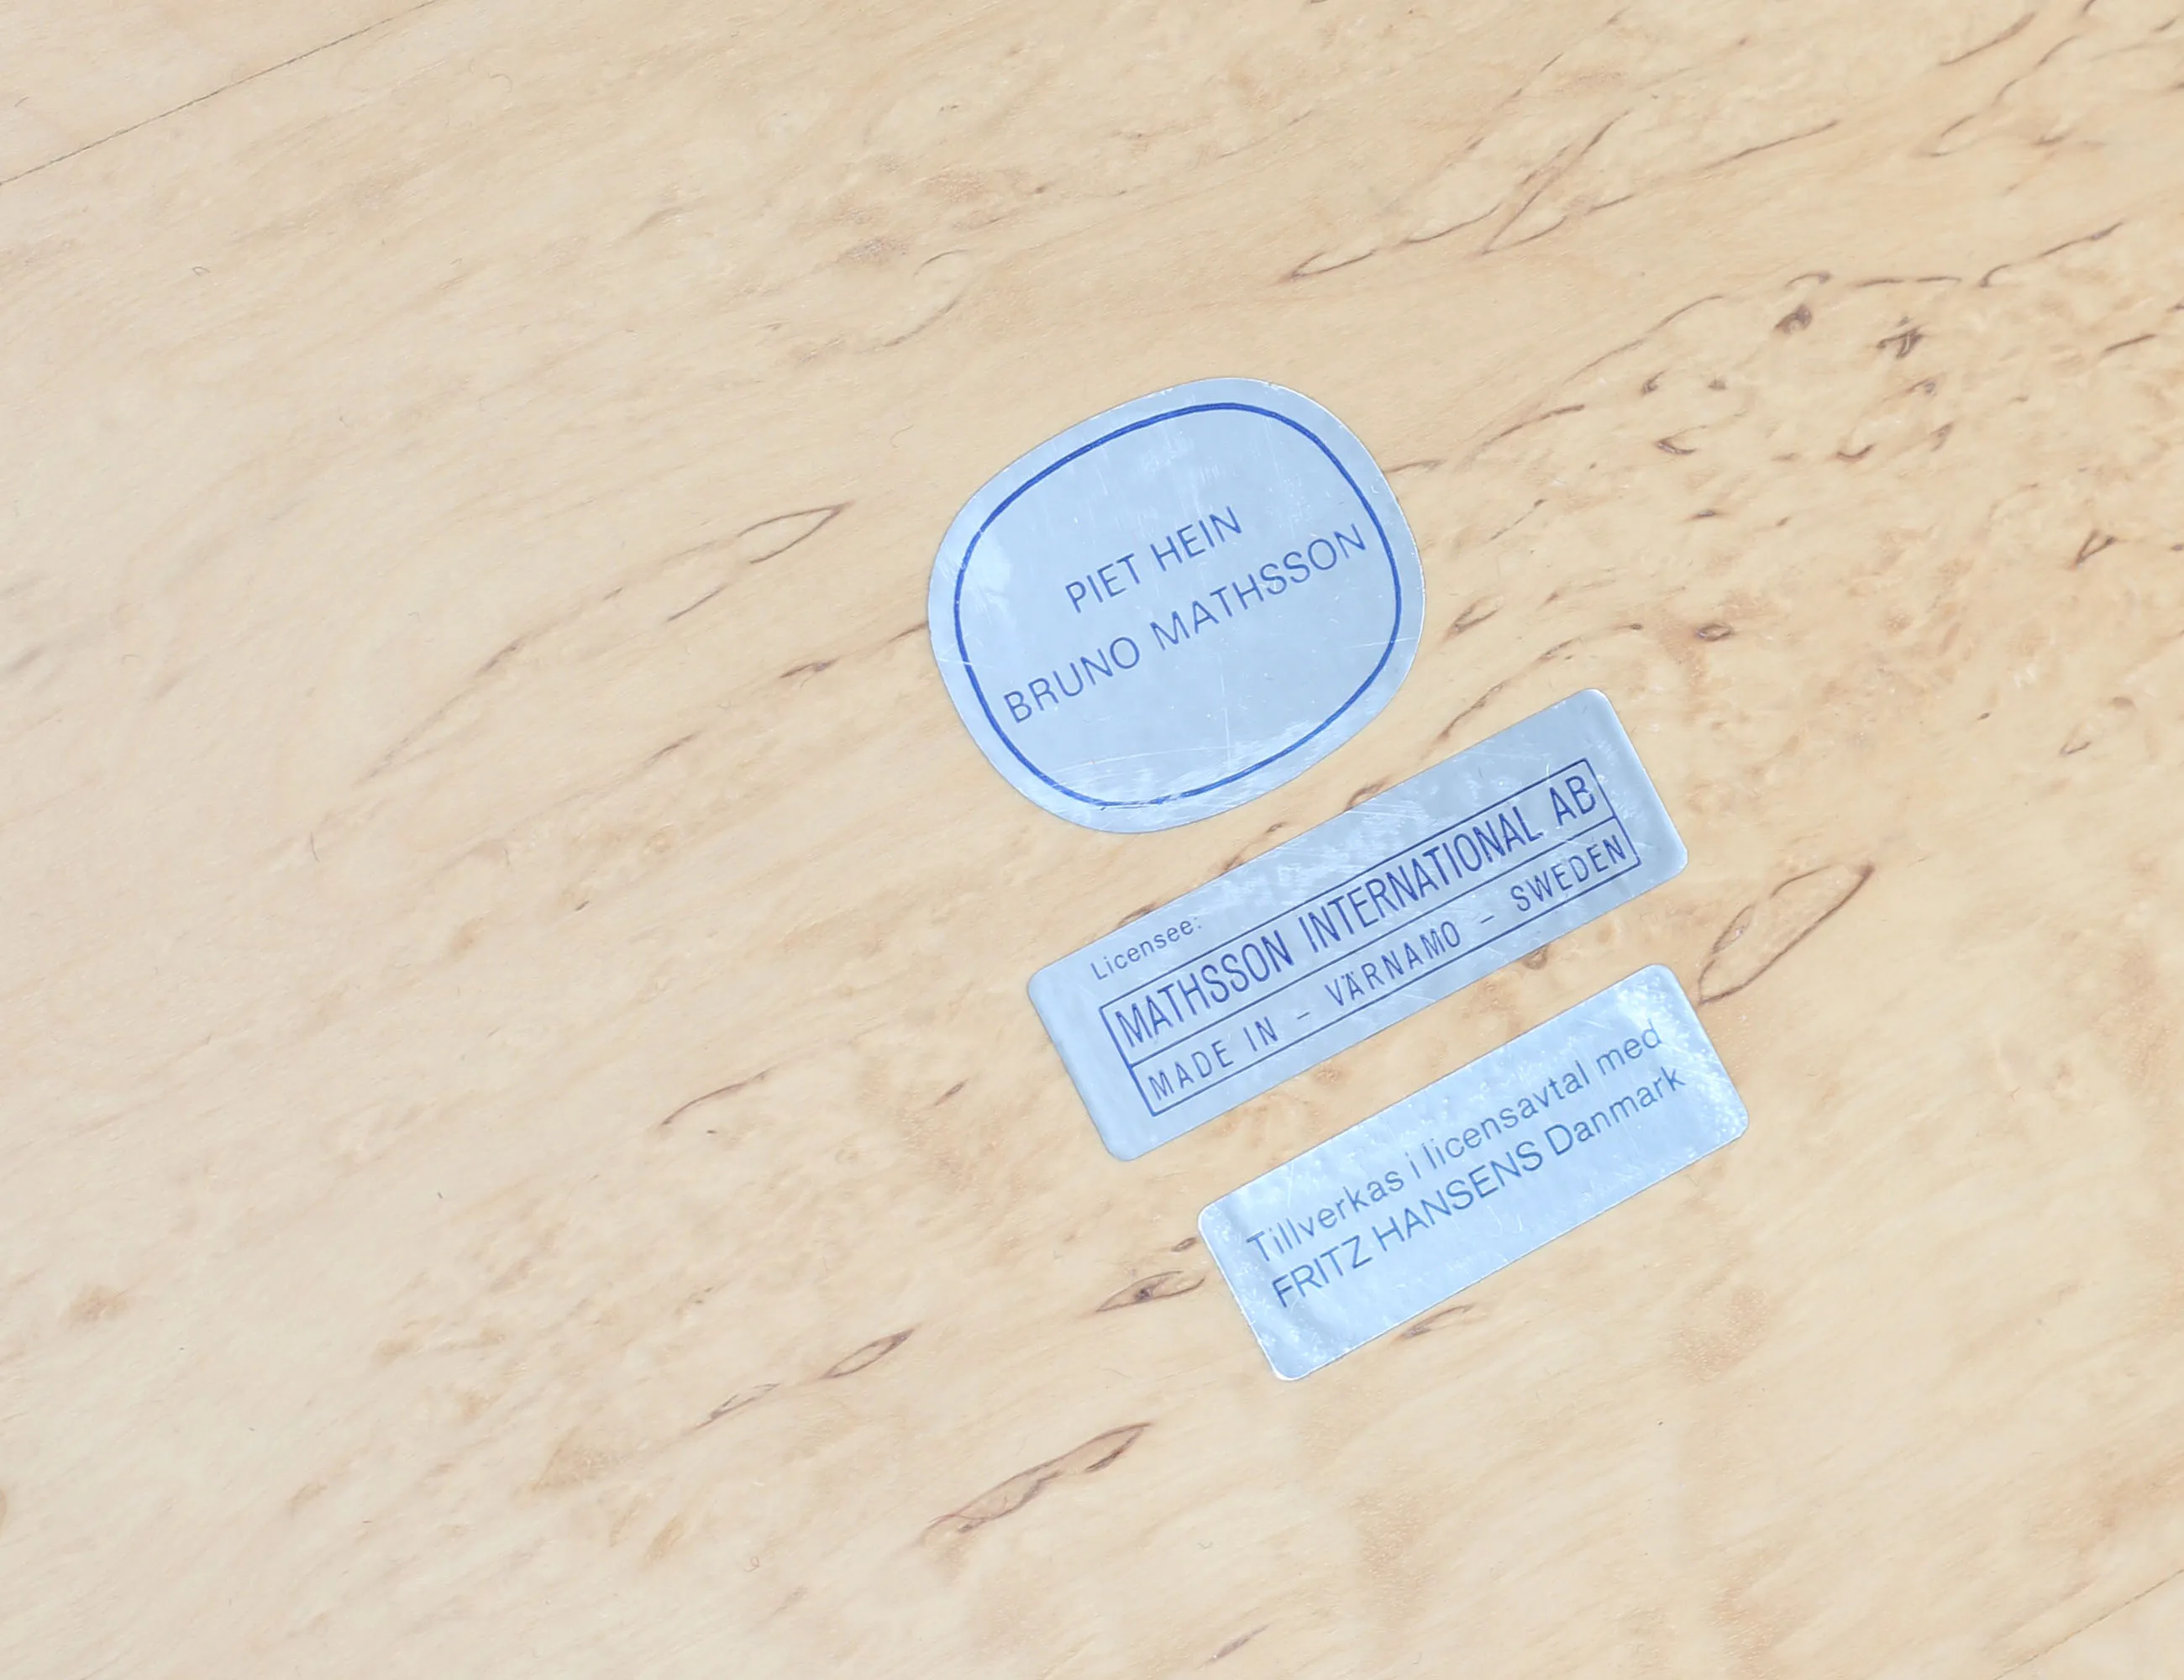 PIET HEIN
BRUNO MATHSSON
Licensee:
MATHSSON INTERNATIONAL AB
MADE IN - VÄRNAMO - SWEDEN
Tillverkas i licensavtal med
FRITZ HANSENS Danmark